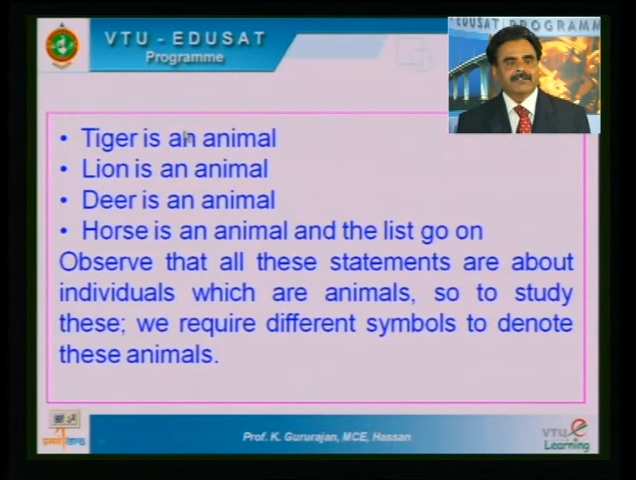 VTU - EDUSAT
Programme
EDUSAT PROGRAMM
• Tiger is an animal
• Lion is an animal
• Deer is an animal
• Horse is an animal and the list go on
Observe that all these statements are about
individuals which are animals, so to study
these; we require different symbols to denote
these animals.
Prof. K. Gururajan, MCE, Hassan
VTU e
Learning